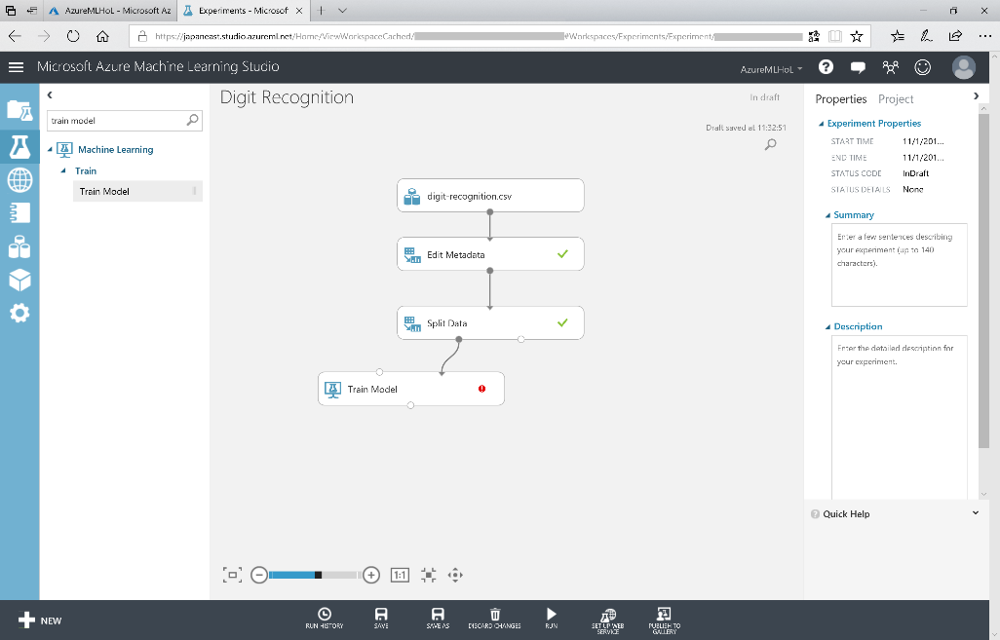 AzureMLHoL - Microsoft Az
Experiments - Microsof
https://japaneast.studio.azureml.net/Home/ViewWorkspaceCached/
#Workspaces/Experiments/Experiment/
Microsoft Azure Machine Learning Studio
AzureMLHoL
train model
Machine Learning
Train
Train Model
Digit Recognition
In draft
Draft saved at 11:32:51
digit-recognition.csv
Edit Metadata
Split Data
Train Model
1:1
Properties Project
Experiment Properties
START TIME 11/1/201...
END TIME 11/1/201...
STATUS CODE InDraft
STATUS DETAILS None
Summary
Enter a few sentences describing
your experiment (up to 140
characters).
Description
Enter the detailed description for
your experiment.
Quick Help
NEW
RUN HISTORY
SAVE
SAVE AS
DISCARD CHANGES
RUN
SET UP WEB
SERVICE
PUBLISH TO
GALLERY